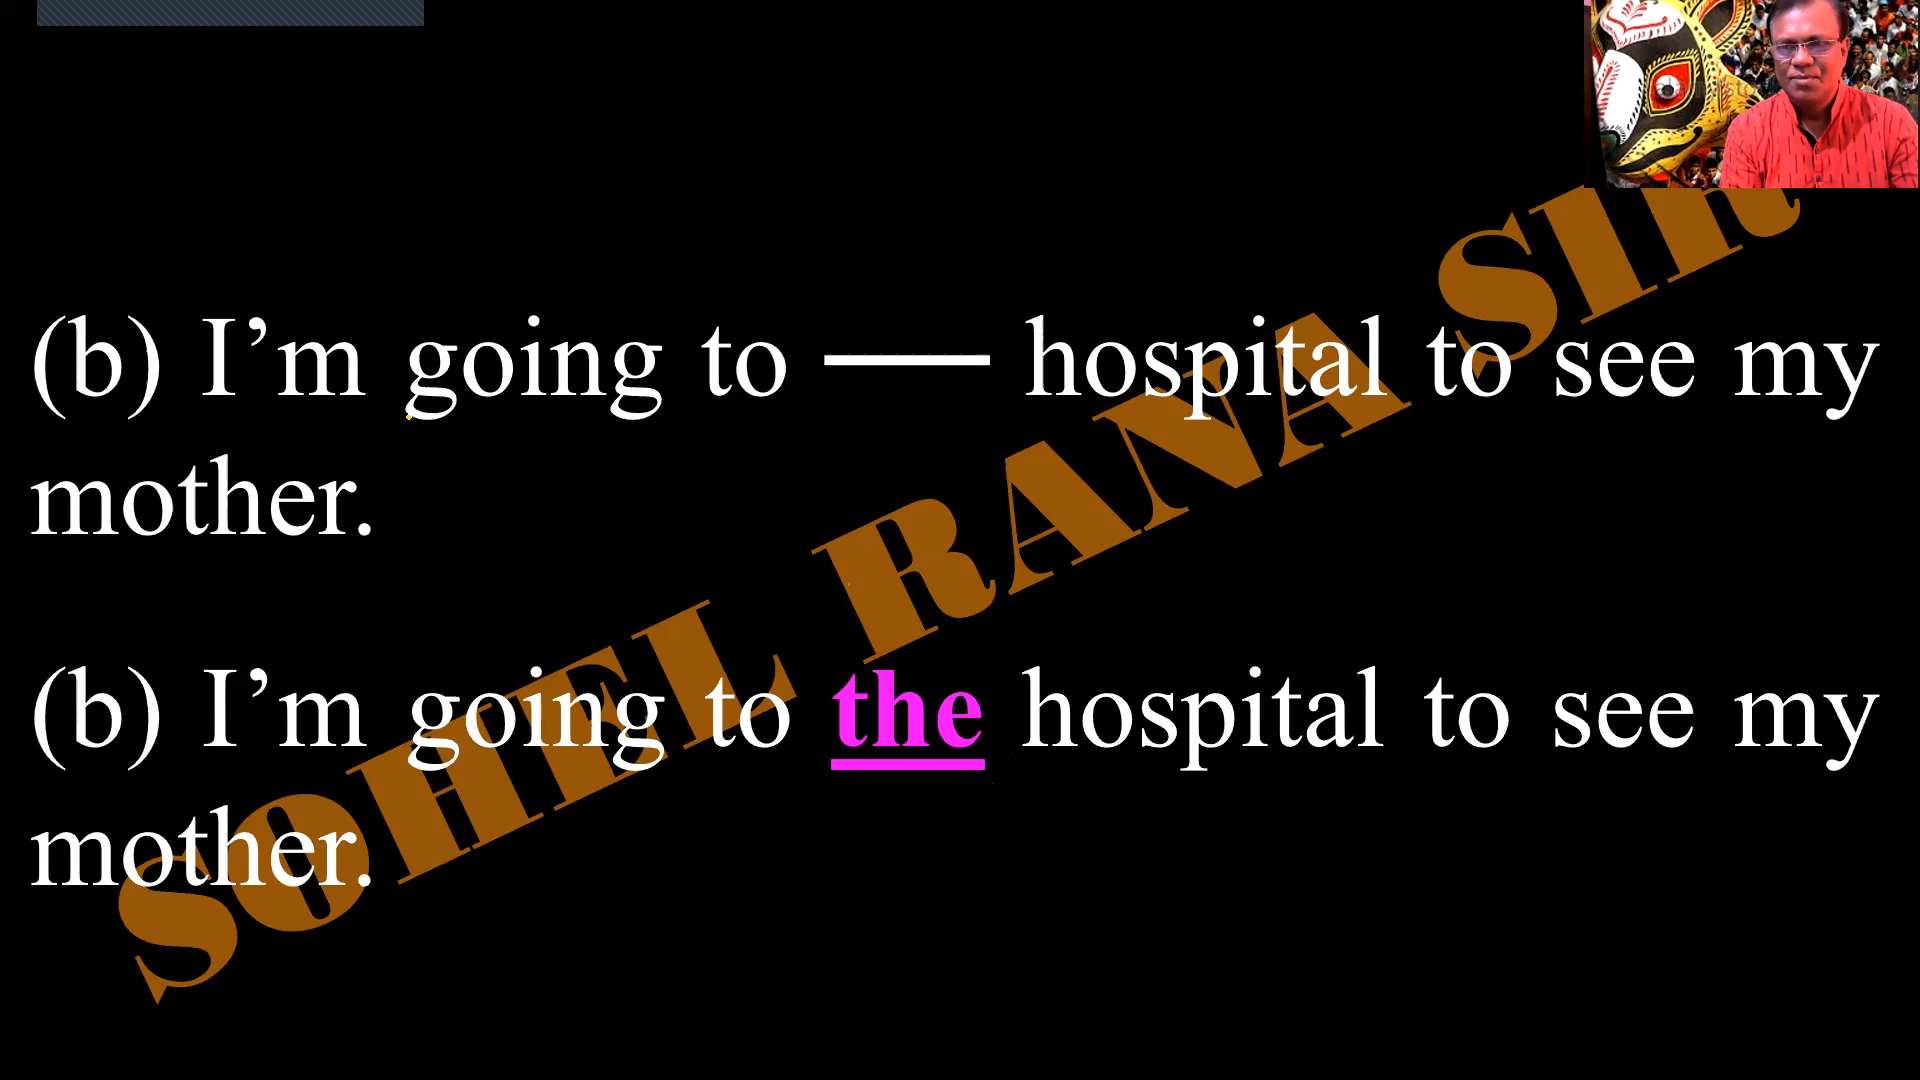 (b) I’m going to — hospital to see my
mother.
(b) I’m going to the hospital to see my
mother.
SOHEL RANA SIR